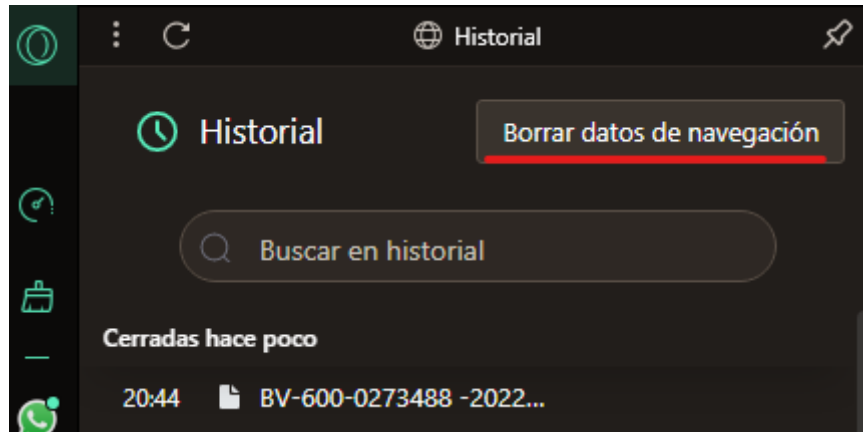 Historial
Historial
Borrar datos de navegación
Buscar en historial
Cerradas hace poco
20:44 BV-600-0273488 -2022...